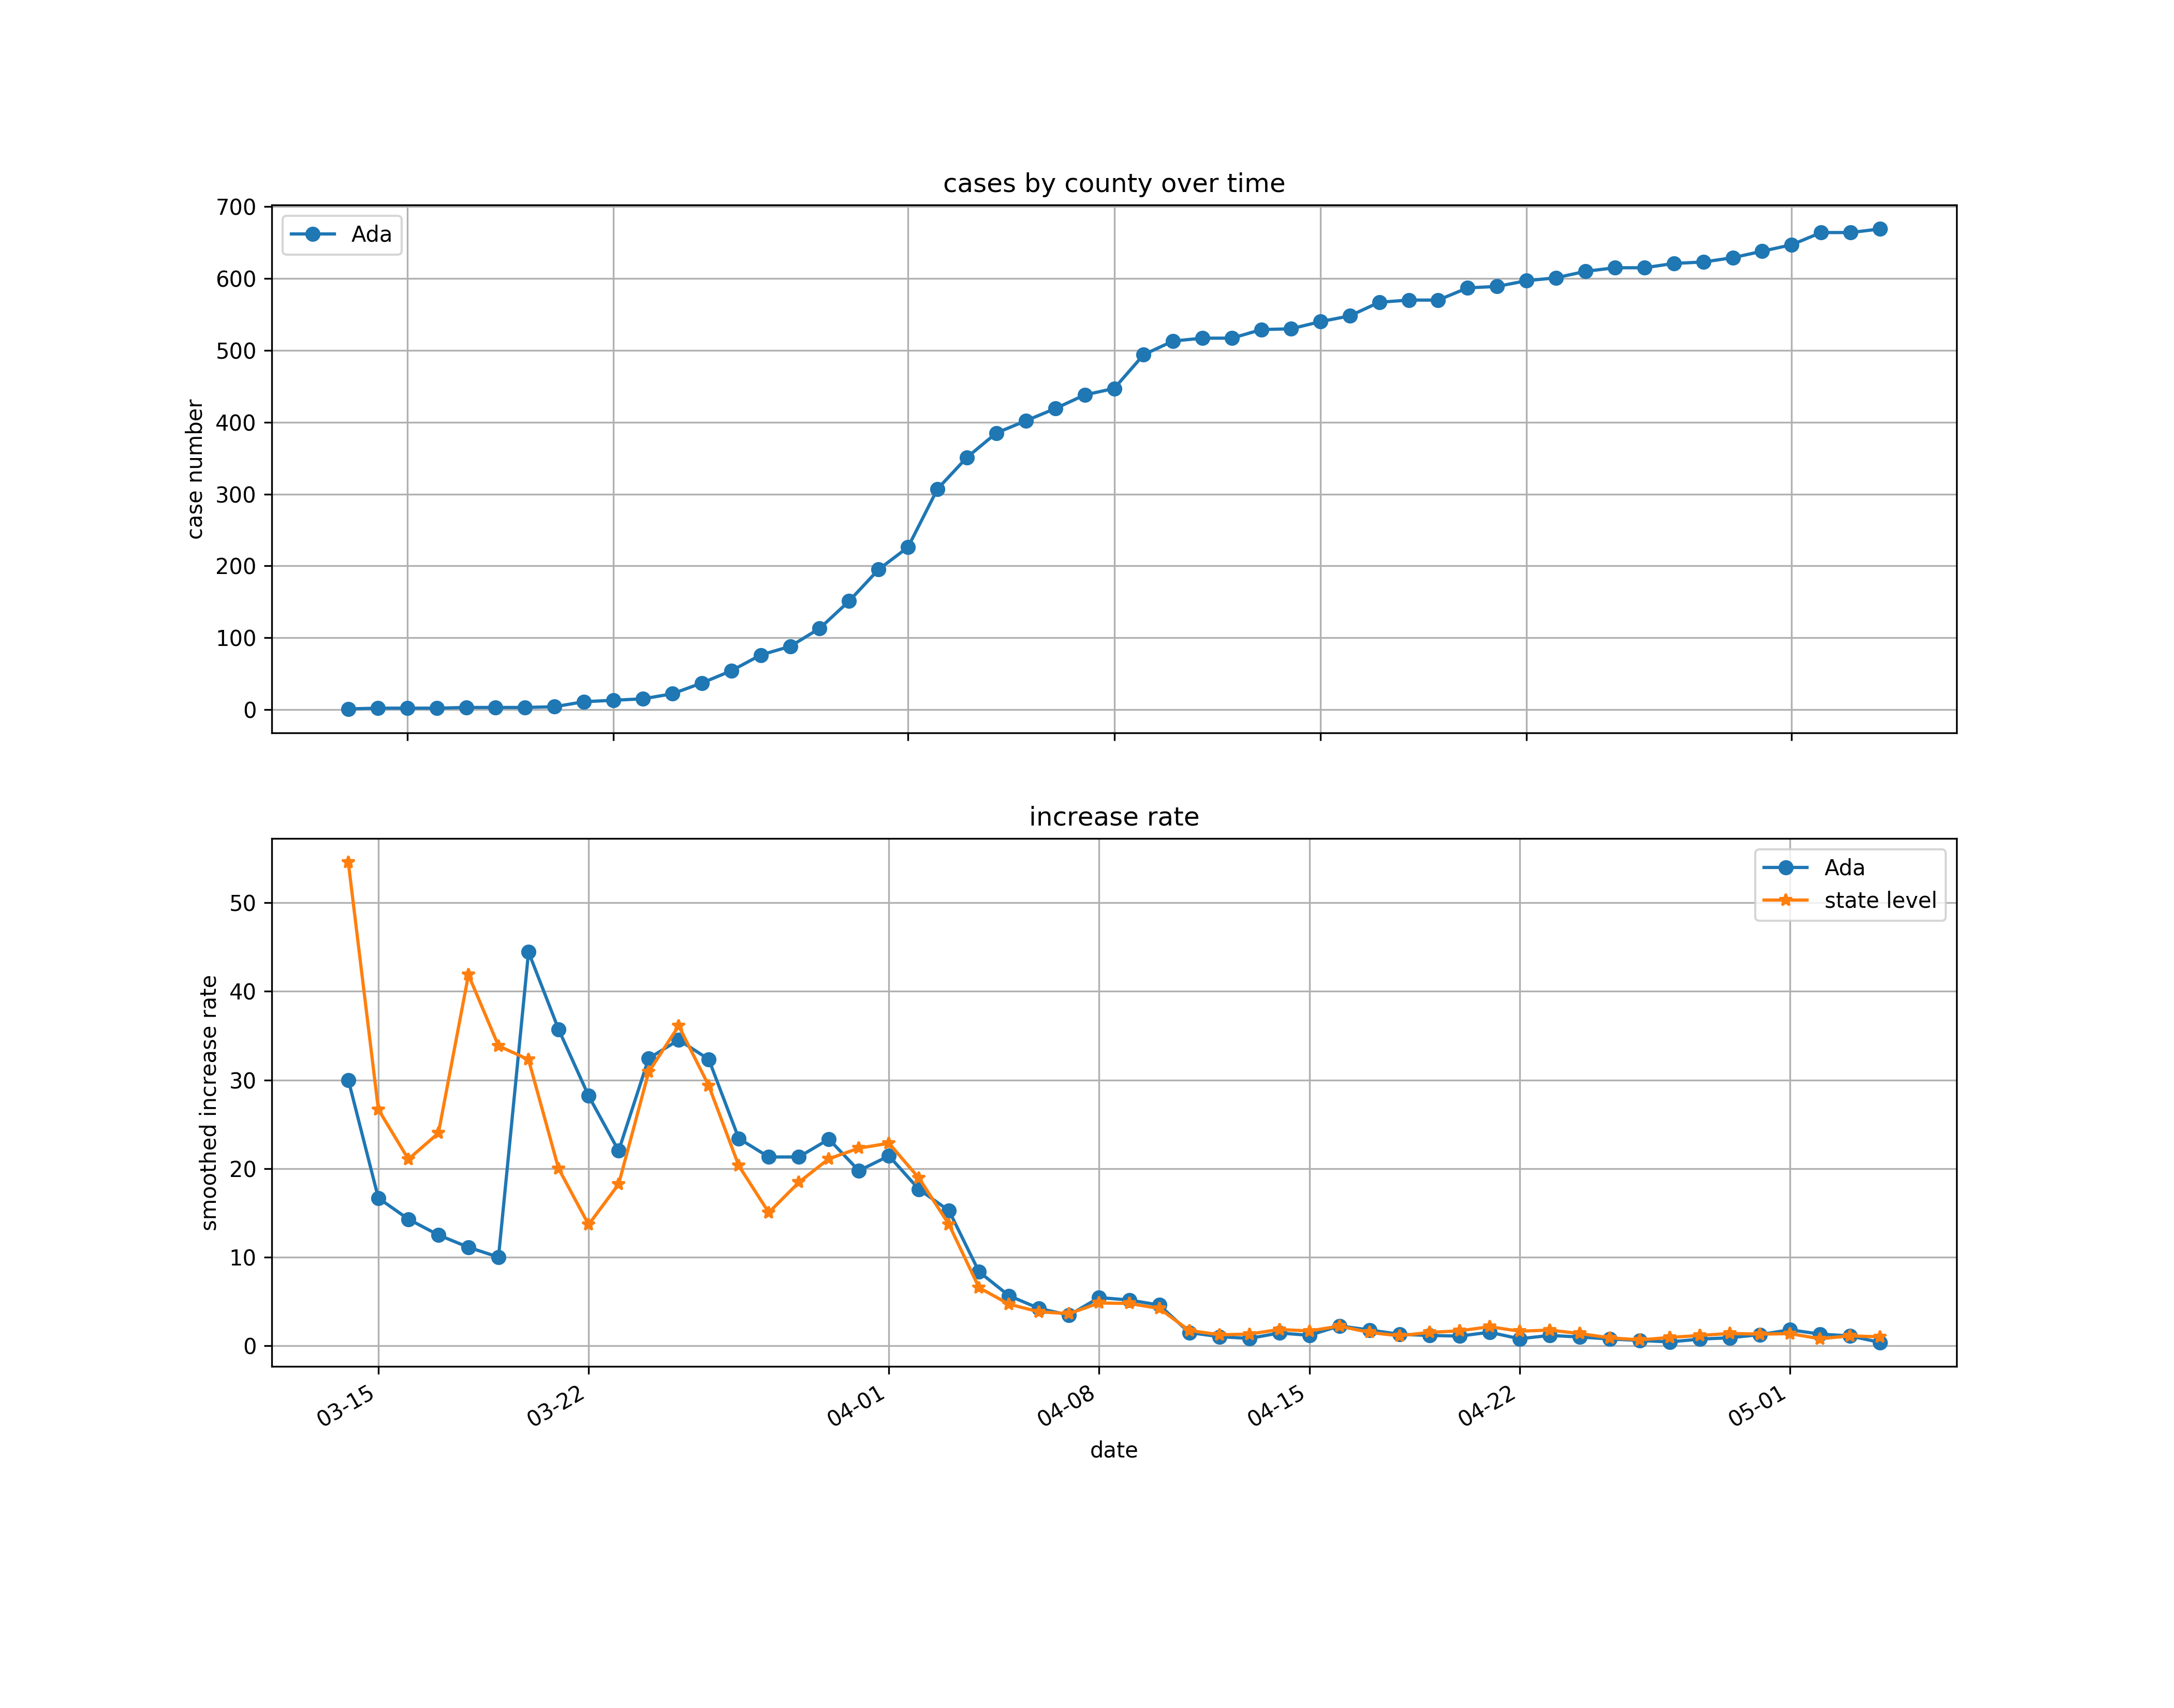 cases by county over time
700
600
500
400
300
200
100
0
case number
Ada
increase rate
50
40
30
20
10
0
smoothed increase rate
Ada
state level
03-15
03-22
04-01
04-08
04-15
04-22
05-01
date